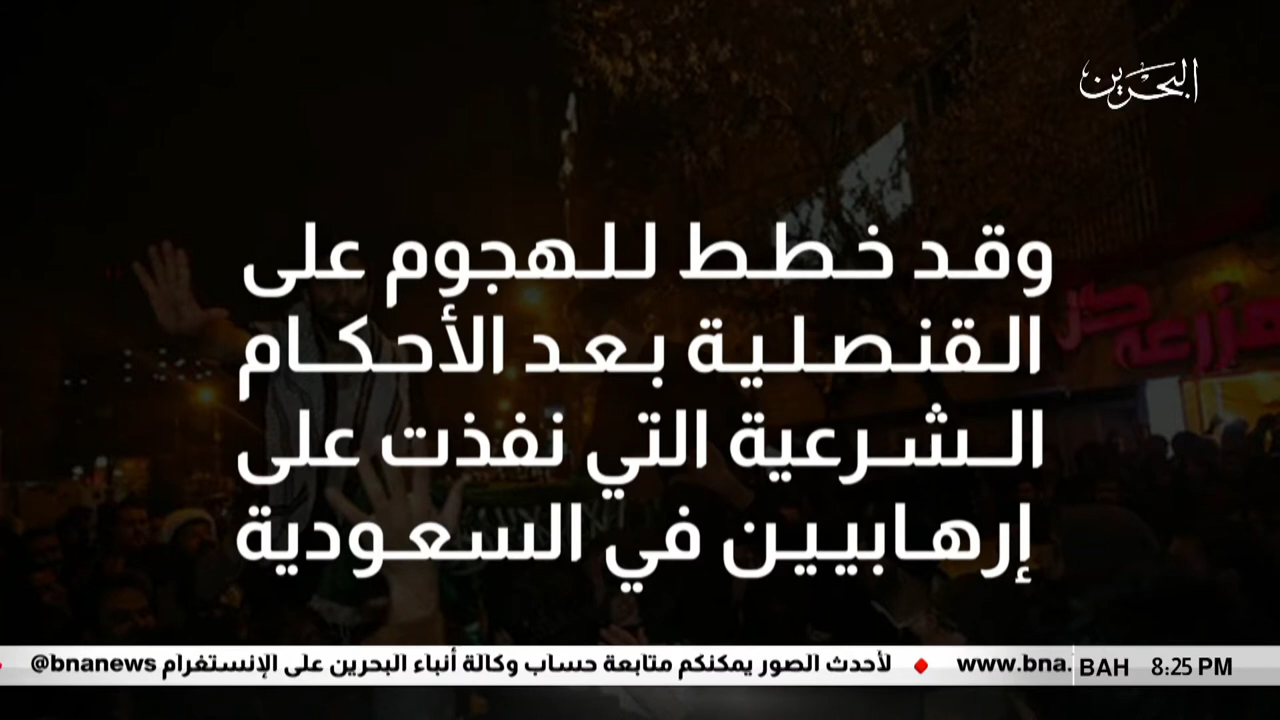 البحرين
وقد خطط للهجوم على
القنصلية بعد الأحكام
الشرعية التي نفذت على
إرهابيين في السعودية
لأحدث الصور يمكنكم متابعة حساب وكالة أنباء البحرين على الإنستغرام @bnanews
www.bna.
BAH 8:25 PM